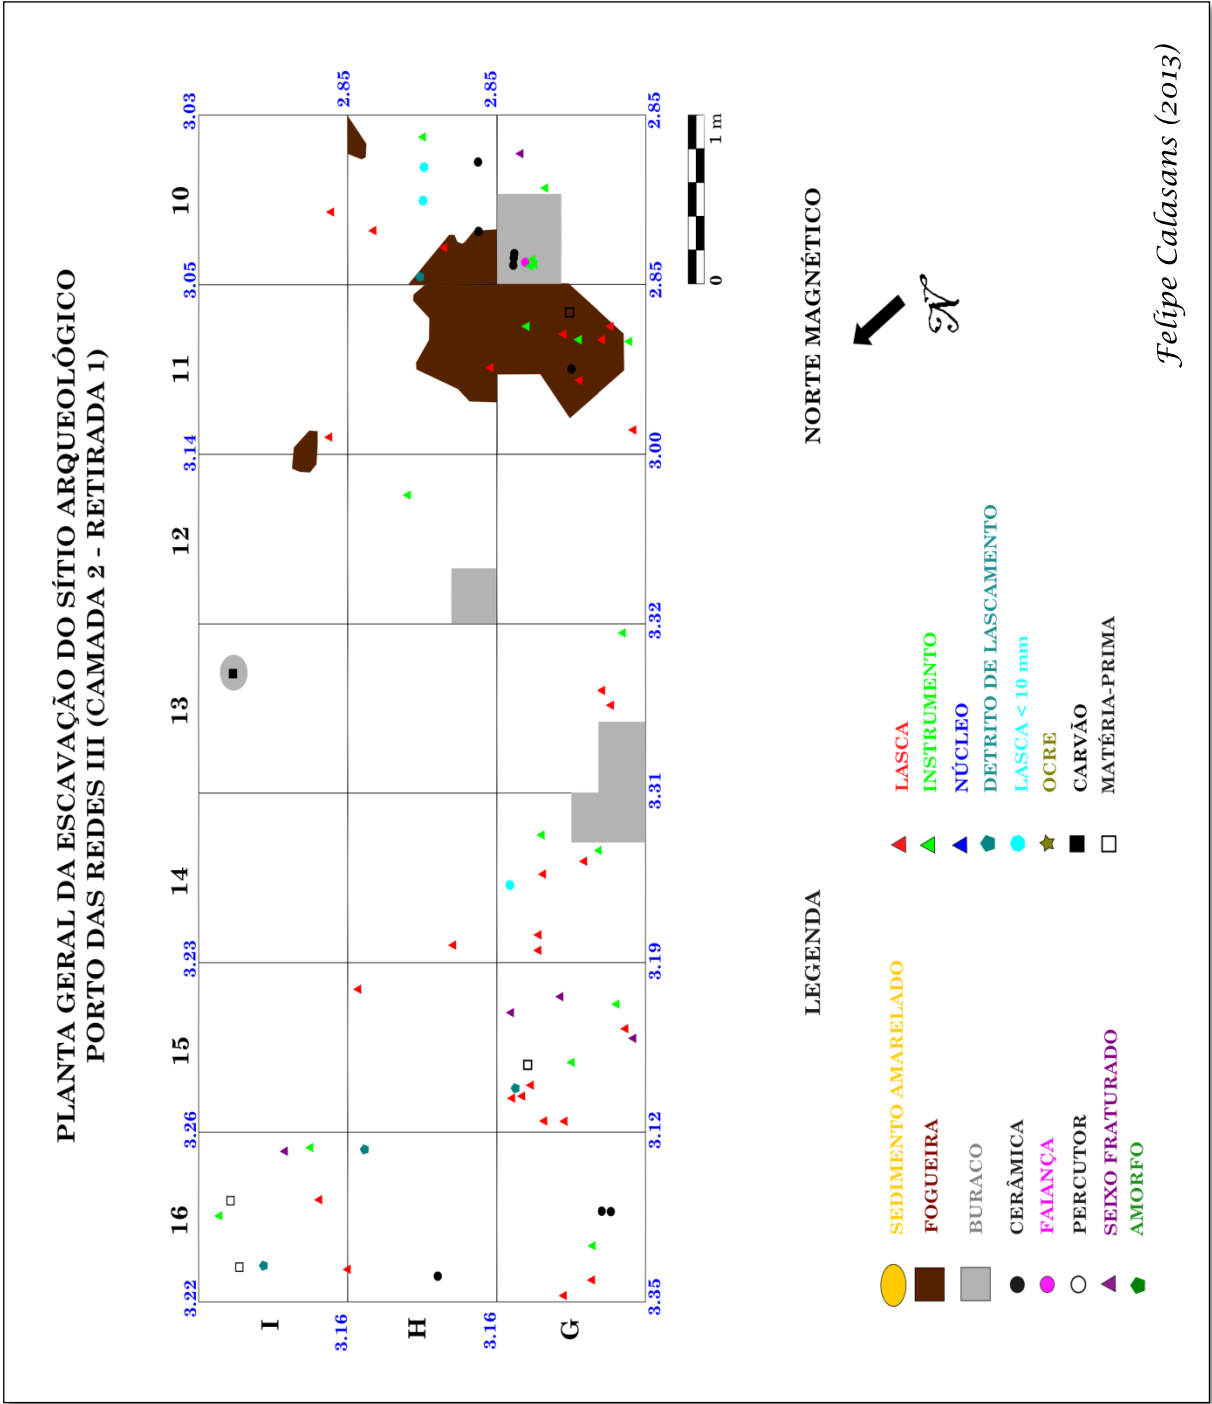 PLANTA GERAL DA ESCAVAÇÃO DO SÍTIO ARQUEOLÓGICO
PORTO DAS REDES III (CAMADA 2 - RETIRADA 1)
16 15 14 13 12 11 10
3.22 3.26 3.23 3.14 3.05 3.03
I
3.16 2.85
H
3.16 2.85
G
3.35 3.12 3.19 3.31 3.32 3.00 2.85 2.85
0 1 m
LEGENDA
NORTE MAGNÉTICO
N
SEDIMENTO AMARELADO
FOGUEIRA
BURACO
CERÂMICA
FAIANÇA
PERCUTOR
SEIXO FRATURADO
AMORFO
LASCA
INSTRUMENTO
NÚCLEO
DETRITO DE LASCAMENTO
LASCA < 10 mm
OCRE
CARVÃO
MATÉRIA-PRIMA
Felipe Calasans (2013)